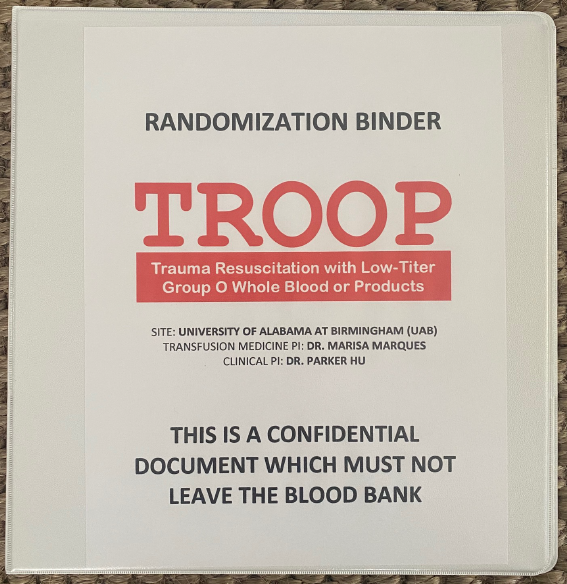 RANDOMIZATION BINDER
TROOP
Trauma Resuscitation with Low-Titer
Group O Whole Blood or Products
SITE: UNIVERSITY OF ALABAMA AT BIRMINGHAM (UAB)
TRANSFUSION MEDICINE PI: DR. MARISA MARQUES
CLINICAL PI: DR. PARKER HU
THIS IS A CONFIDENTIAL
DOCUMENT WHICH MUST NOT
LEAVE THE BLOOD BANK